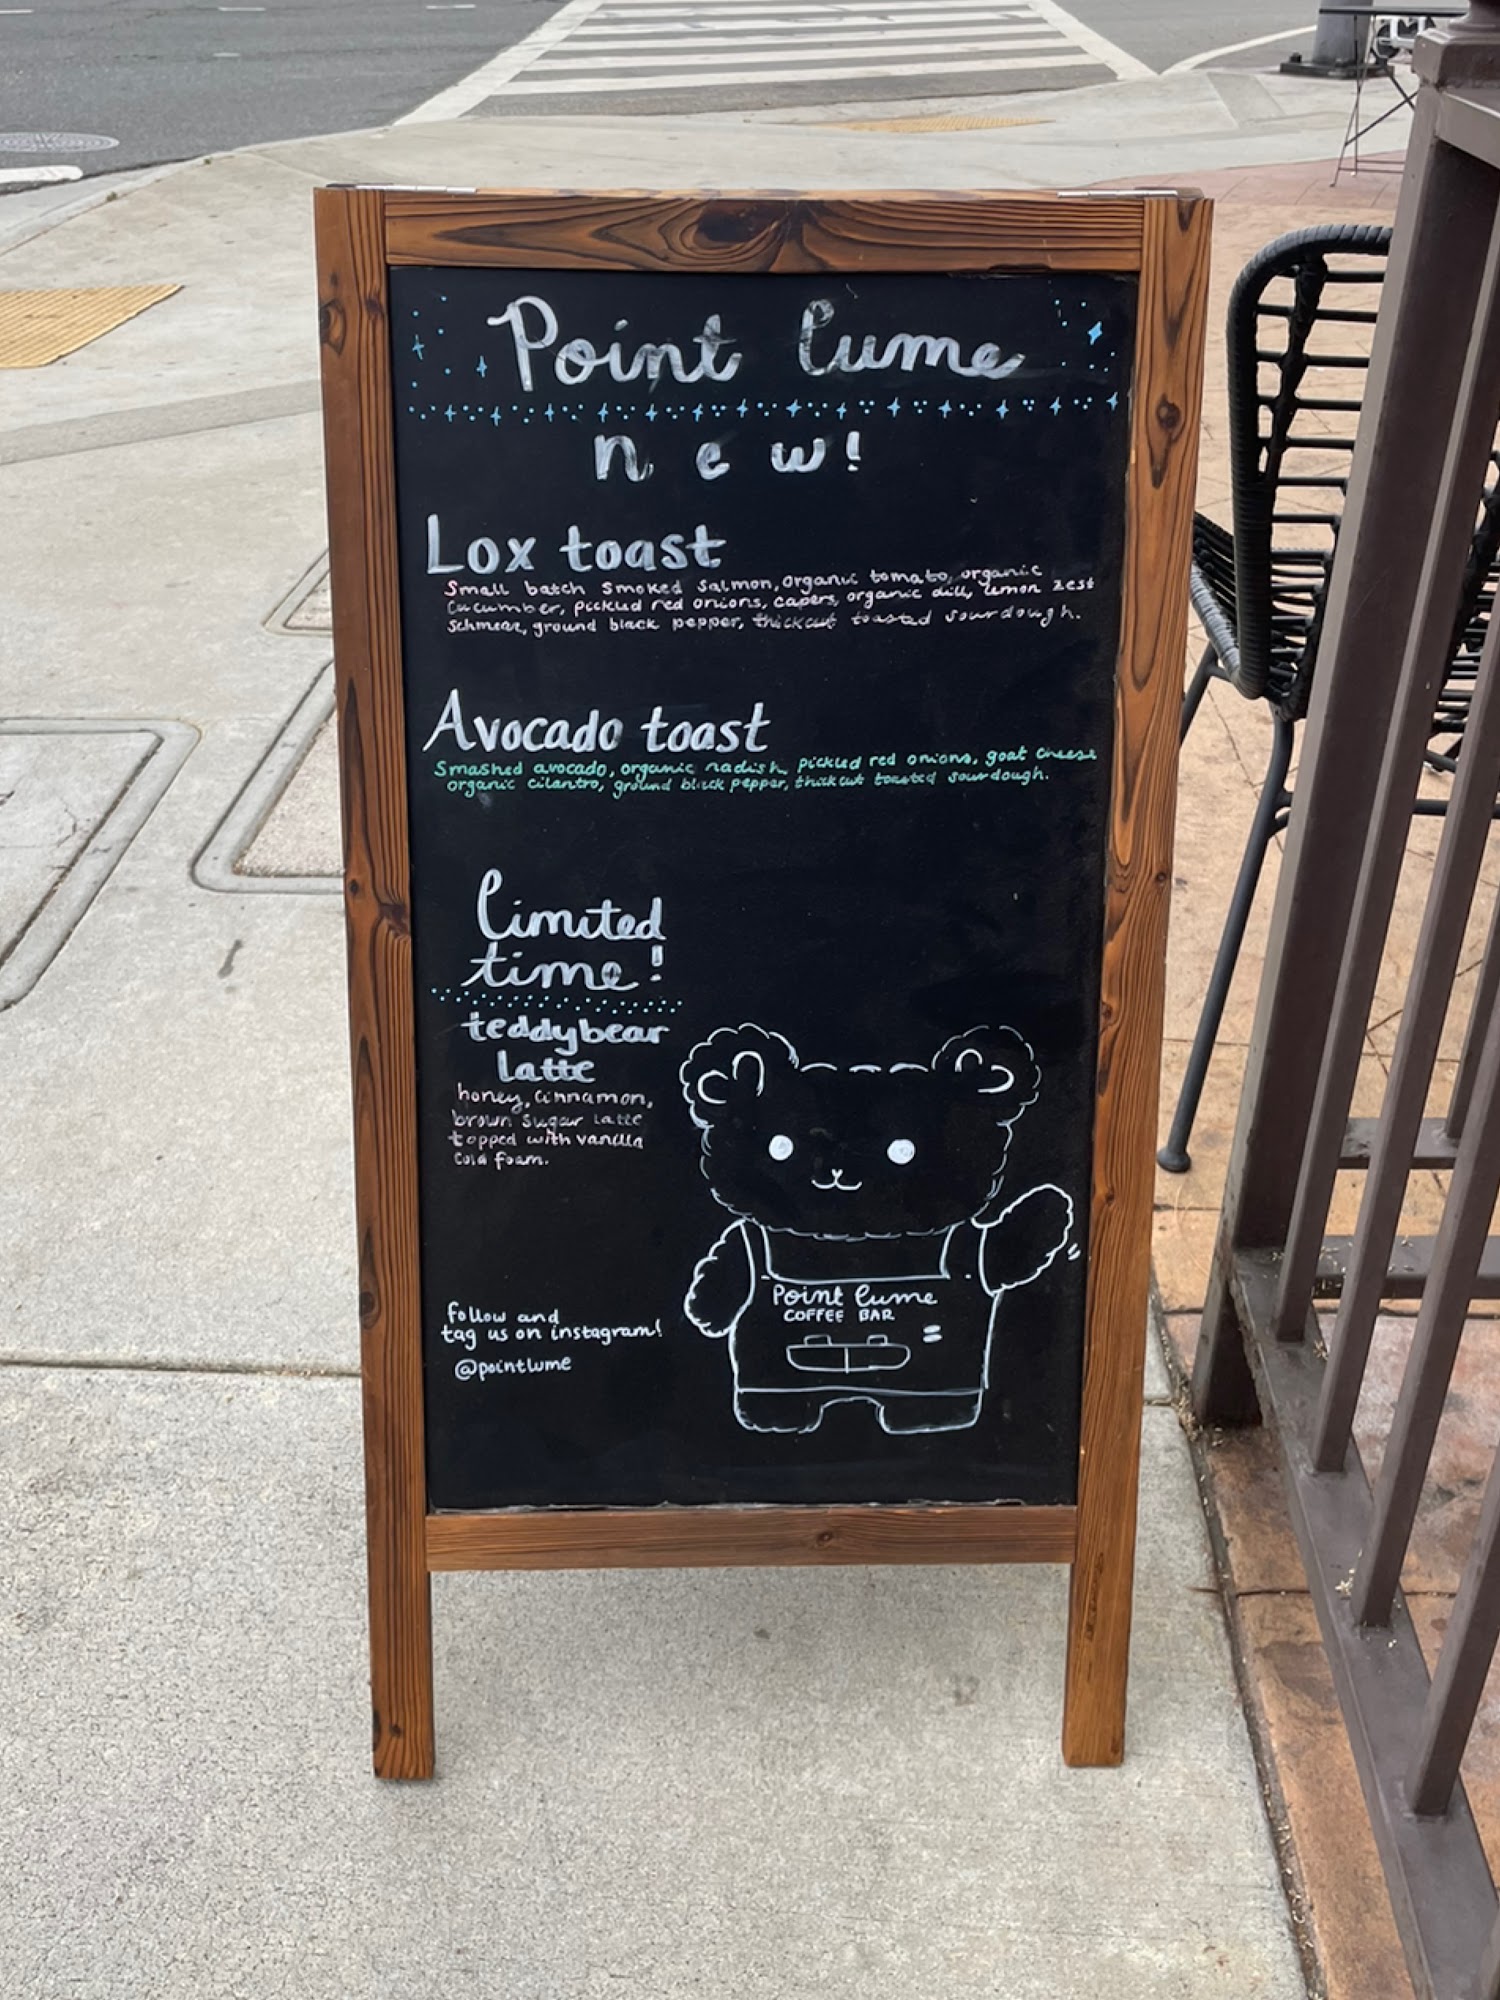 Point Lume
new!
Lox toast
Small batch smoked salmon, organic tomato, organic
cucumber, pickled red onions, capers, organic dill, lemon zest
schmear, ground black pepper, thick cut toasted sourdough.
Avocado toast
Smashed avocado, organic radish, pickled red onions, goat cheese
organic cilantro, ground black pepper, thick cut toasted sourdough.
limited
time!
teddybear
latte
honey, cinnamon,
brown sugar latte
topped with vanilla
cold foam.
Point Lume
COFFEE BAR
follow and
tag us on instagram!
@pointlume